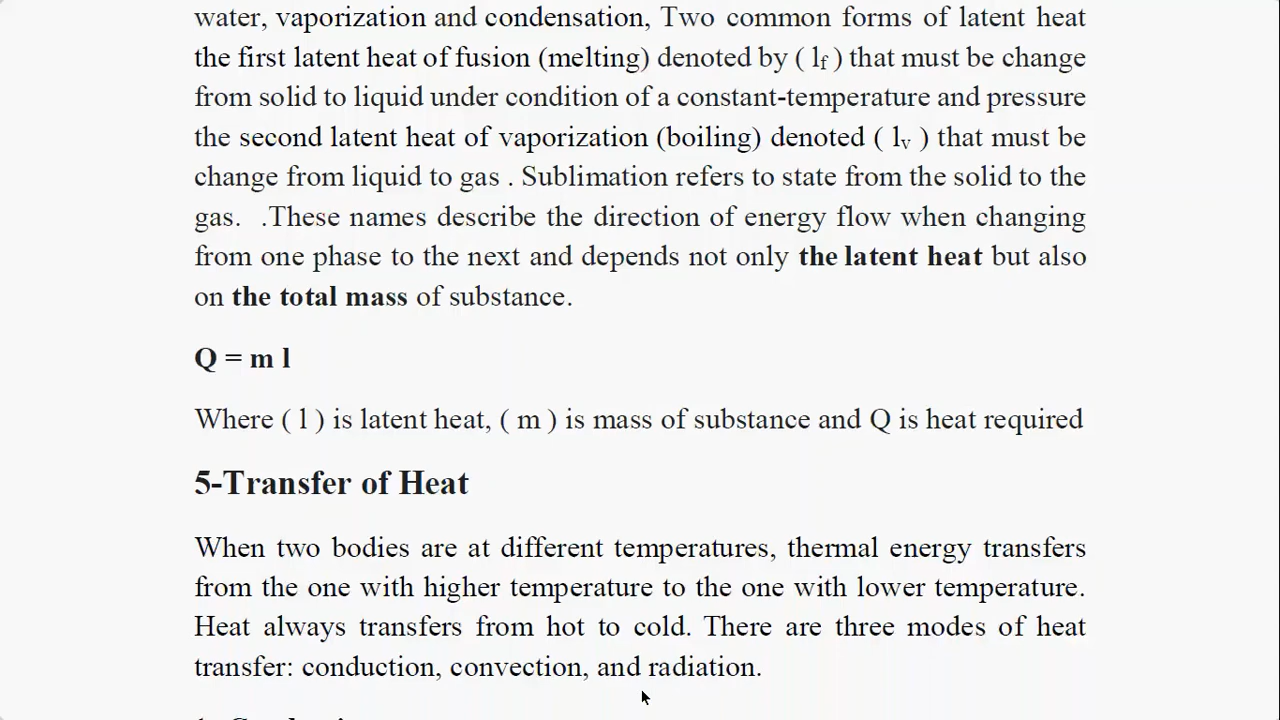 water, vaporization and condensation, Two common forms of latent heat
the first latent heat of fusion (melting) denoted by ( lf ) that must be change
from solid to liquid under condition of a constant-temperature and pressure
the second latent heat of vaporization (boiling) denoted ( lv ) that must be
change from liquid to gas . Sublimation refers to state from the solid to the
gas. .These names describe the direction of energy flow when changing
from one phase to the next and depends not only the latent heat but also
on the total mass of substance.
Q = m l
Where ( l ) is latent heat, ( m ) is mass of substance and Q is heat required
5-Transfer of Heat
When two bodies are at different temperatures, thermal energy transfers
from the one with higher temperature to the one with lower temperature.
Heat always transfers from hot to cold. There are three modes of heat
transfer: conduction, convection, and radiation.